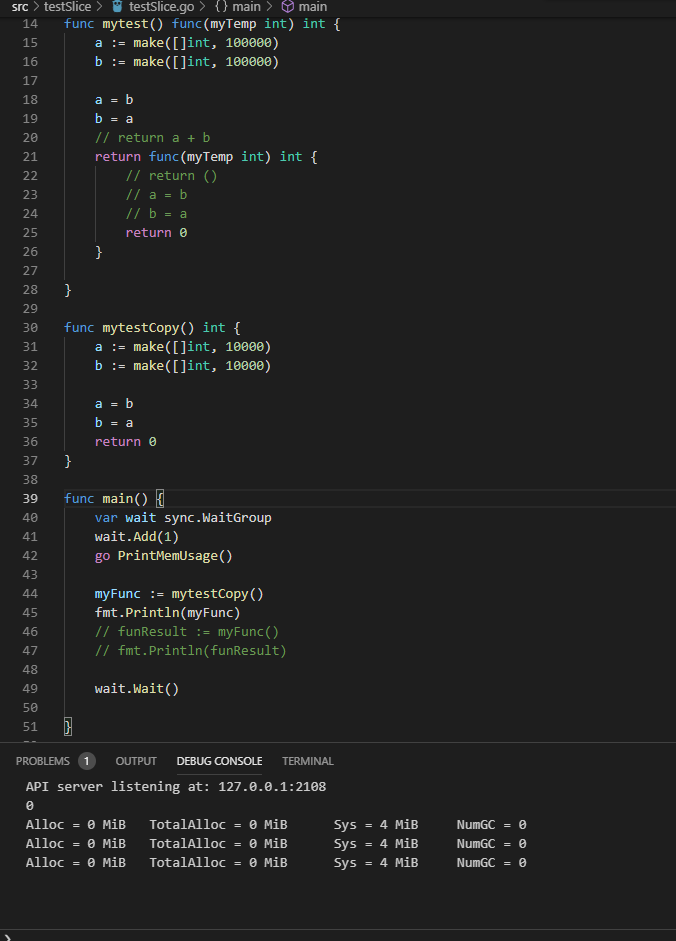 src > testSlice > testSlice.go > {} main > main
14 func mytest() func(myTemp int) int {
15     a := make([]int, 100000)
16     b := make([]int, 100000)
17
18     a = b
19     b = a
20     // return a + b
21     return func(myTemp int) int {
22         // return ()
23         // a = b
24         // b = a
25         return 0
26     }
27
28 }
29
30 func mytestCopy() int {
31     a := make([]int, 10000)
32     b := make([]int, 10000)
33
34     a = b
35     b = a
36     return 0
37 }
38
39 func main() {
40     var wait sync.WaitGroup
41     wait.Add(1)
42     go PrintMemUsage()
43
44     myFunc := mytestCopy()
45     fmt.Println(myFunc)
46     // funResult := myFunc()
47     // fmt.Println(funResult)
48
49     wait.Wait()
50
51 }
PROBLEMS 1 OUTPUT DEBUG CONSOLE TERMINAL
API server listening at: 127.0.0.1:2108
0
Alloc = 0 MiB   TotalAlloc = 0 MiB      Sys = 4 MiB     NumGC = 0
Alloc = 0 MiB   TotalAlloc = 0 MiB      Sys = 4 MiB     NumGC = 0
Alloc = 0 MiB   TotalAlloc = 0 MiB      Sys = 4 MiB     NumGC = 0